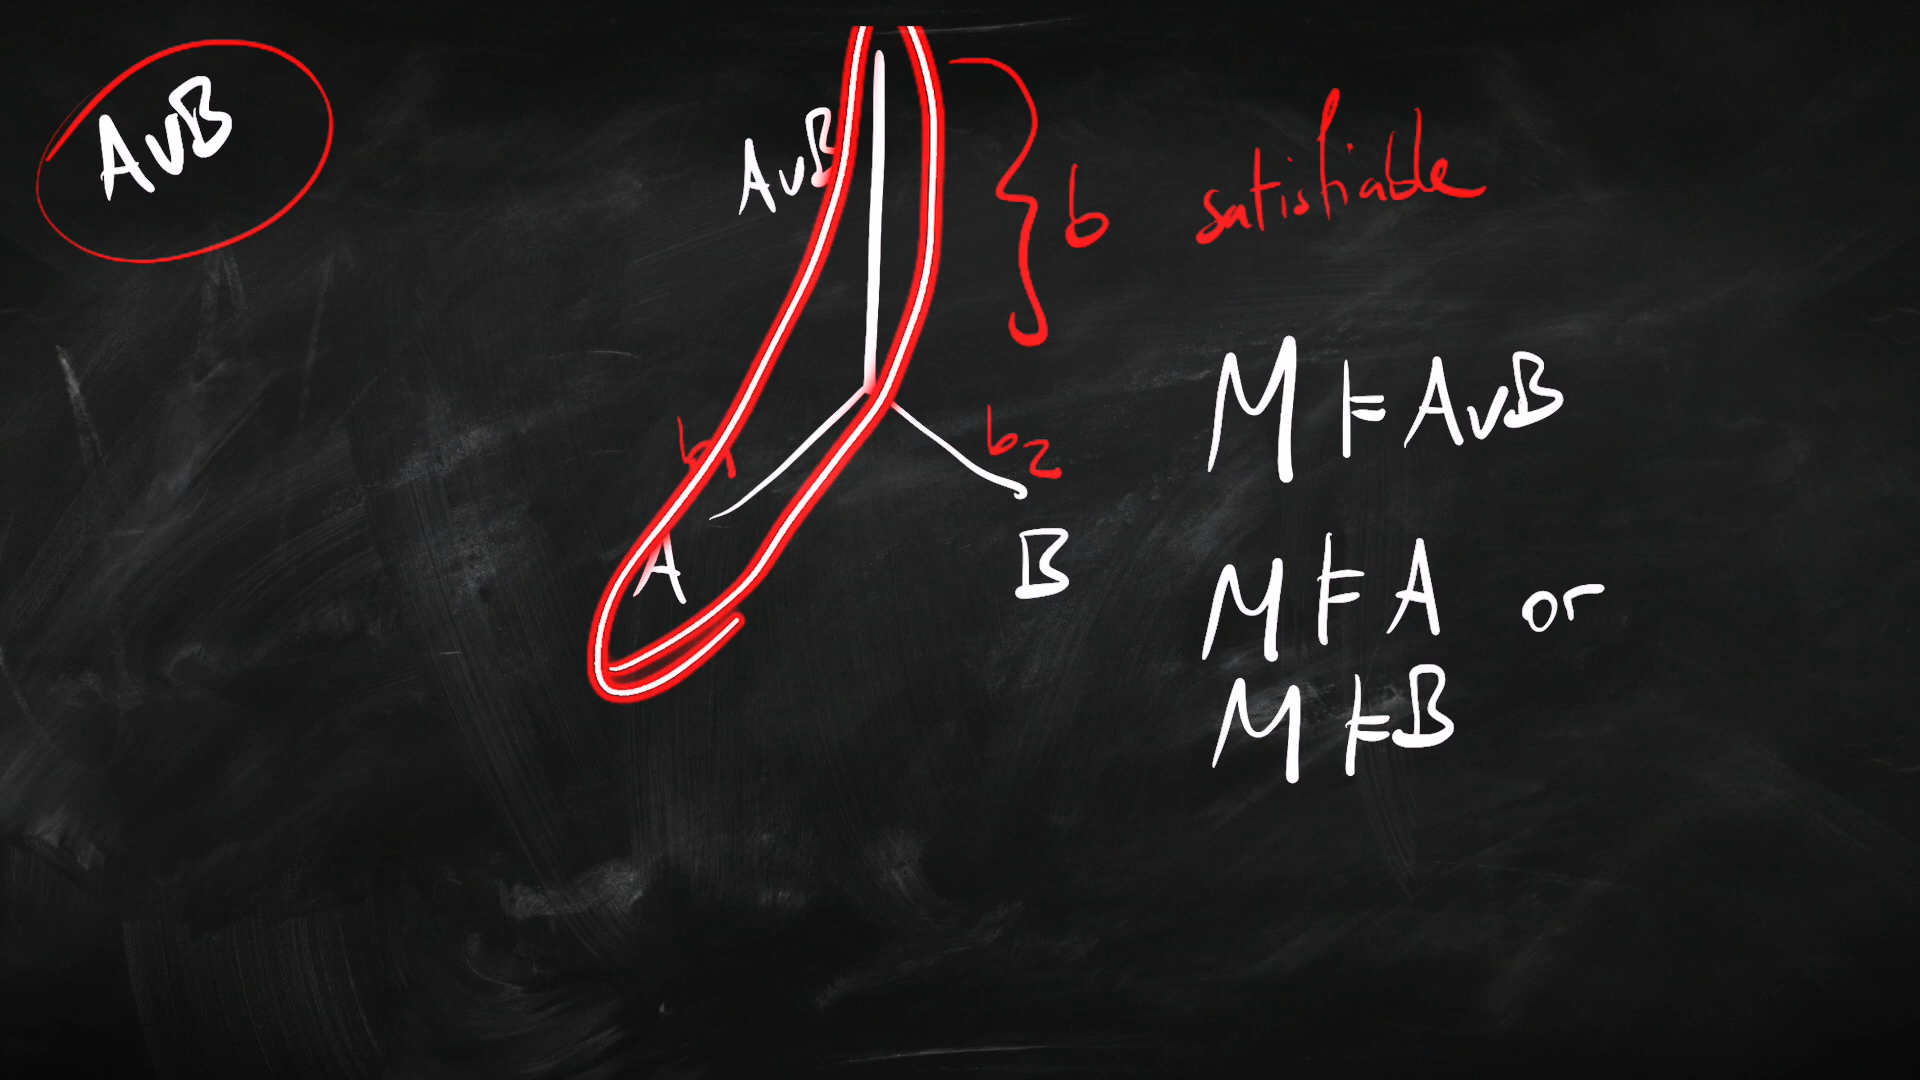 A∨B
A∨B
b satisfiable
b1
b2
A
B
M ⊨ A∨B
M ⊨ A or
M ⊨ B